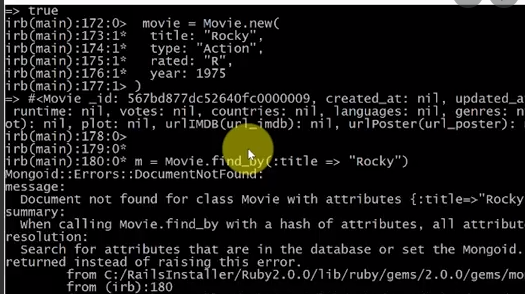 => true
irb(main):172:0>  movie = Movie.new(
irb(main):173:1*   title: "Rocky",
irb(main):174:1*   type: "Action",
irb(main):175:1*   rated: "R",
irb(main):176:1*   year: 1975
irb(main):177:1> )
=> #<Movie _id: 567bd877dc52640fc0000009, created_at: nil, updated_a
 runtime: nil, votes: nil, countries: nil, languages: nil, genres: n
ot): nil, plot: nil, urlIMDB(url_imdb): nil, urlPoster(url_poster):
irb(main):178:0>
irb(main):179:0*
irb(main):180:0* m = Movie.find_by(:title => "Rocky")
Mongoid::Errors::DocumentNotFound:
message:
  Document not found for class Movie with attributes {:title=>"Rocky
summary:
  When calling Movie.find_by with a hash of attributes, all attribut
resolution:
  Search for attributes that are in the database or set the Mongoid.
returned instead of raising this error.
        from C:/RailsInstaller/Ruby2.0.0/lib/ruby/gems/2.0.0/gems/mo
        from (irb):180